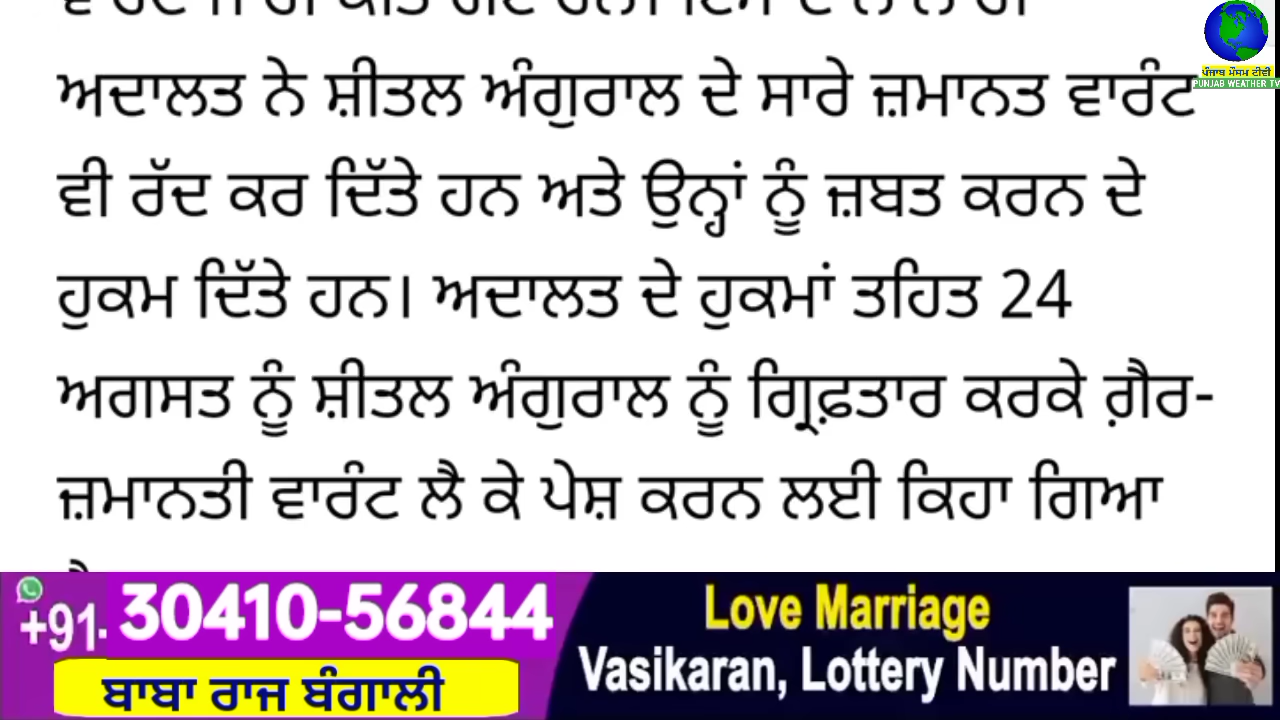 ਅਦਾਲਤ ਨੇ ਸ਼ੀਤਲ ਅੰਗੁਰਾਲ ਦੇ ਸਾਰੇ ਜ਼ਮਾਨਤ ਵਾਰੰਟ
ਵੀ ਰੱਦ ਕਰ ਦਿੱਤੇ ਹਨ ਅਤੇ ਉਨ੍ਹਾਂ ਨੂੰ ਜ਼ਬਤ ਕਰਨ ਦੇ
ਹੁਕਮ ਦਿੱਤੇ ਹਨ। ਅਦਾਲਤ ਦੇ ਹੁਕਮਾਂ ਤਹਿਤ 24
ਅਗਸਤ ਨੂੰ ਸ਼ੀਤਲ ਅੰਗੁਰਾਲ ਨੂੰ ਗ੍ਰਿਫ਼ਤਾਰ ਕਰਕੇ ਗ਼ੈਰ-
ਜ਼ਮਾਨਤੀ ਵਾਰੰਟ ਲੈ ਕੇ ਪੇਸ਼ ਕਰਨ ਲਈ ਕਿਹਾ ਗਿਆ
ਪੰਜਾਬ ਮੌਸਮ ਟੀਵੀ
PUNJAB WEATHER TV
+91- 30410-56844
ਬਾਬਾ ਰਾਜ ਬੰਗਾਲੀ
Love Marriage
Vasikaran, Lottery Number